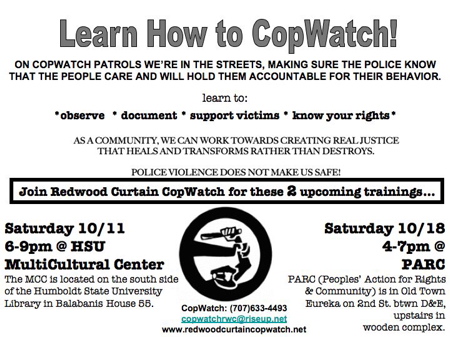 Learn How to CopWatch!
ON COPWATCH PATROLS WE'RE IN THE STREETS, MAKING SURE THE POLICE KNOW
THAT THE PEOPLE CARE AND WILL HOLD THEM ACCOUNTABLE FOR THEIR BEHAVIOR.
learn to:
*observe * document * support victims * know your rights*
AS A COMMUNITY, WE CAN WORK TOWARDS CREATING REAL JUSTICE
THAT HEALS AND TRANSFORMS RATHER THAN DESTROYS.
POLICE VIOLENCE DOES NOT MAKE US SAFE!
Join Redwood Curtain CopWatch for these 2 upcoming trainings...
Saturday 10/11
6-9pm @ HSU
MultiCultural Center
The MCC is located on the south side
of the Humboldt State University
Library in Balabanis House 55.
CopWatch: (707)633-4493
copwatchrwc@riseup.net
www.redwoodcurtaincopwatch.net
Saturday 10/18
4-7pm @
PARC
PARC (Peoples' Action for Rights
& Community) is in Old Town
Eureka on 2nd St. btwn D&E,
upstairs in
wooden complex.